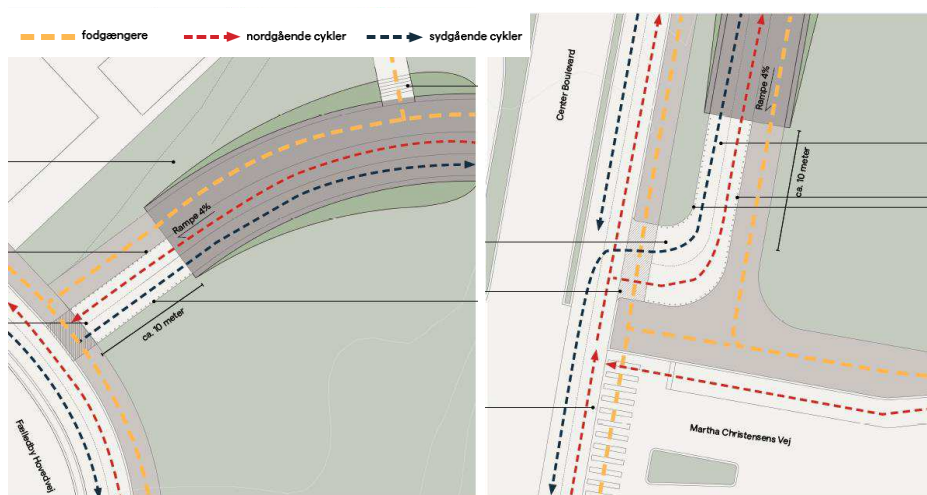 fodgængere
nordgående cykler
sydgående cykler
Rampe 4%
ca. 10 meter
Fælledby Hovedvej
Center Boulevard
Rampe 4%
ca. 10 meter
Martha Christensens Vej